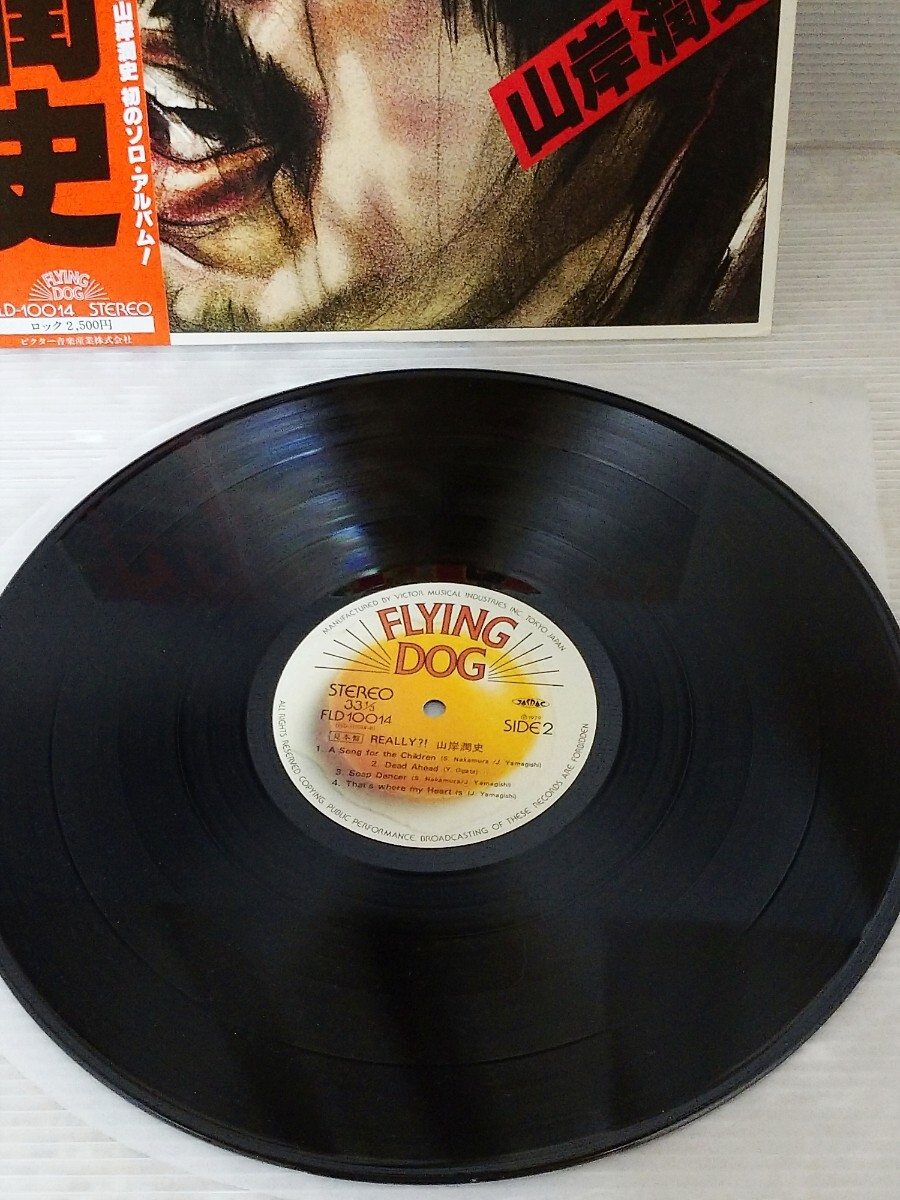 潤史
山岸潤史 初のソロ・アルバム!
FLYING
DOG
LD-10014 STEREO
ロック 2,500円
ビクター音楽産業株式会社
山岸潤史
MANUFACTURED BY VICTOR MUSICAL INDUSTRIES, INC. TOKYO, JAPAN
FLYING
DOG
STEREO
33 1/3
FLD 10014
JASRAC
SIDE 2
見本盤 REALLY?! 山岸潤史
1. A Song for the Children (S. Nakamura/J. Yamagishi)
2. Dead Ahead (Y. Ogata)
3. Soap Dancer (S. Nakamura/J. Yamagishi)
4. That's where my Heart is (J. Yamagishi)
ALL RIGHTS RESERVED COPYING PUBLIC PERFORMANCE BROADCASTING OF THESE RECORDS ARE FORBIDDEN